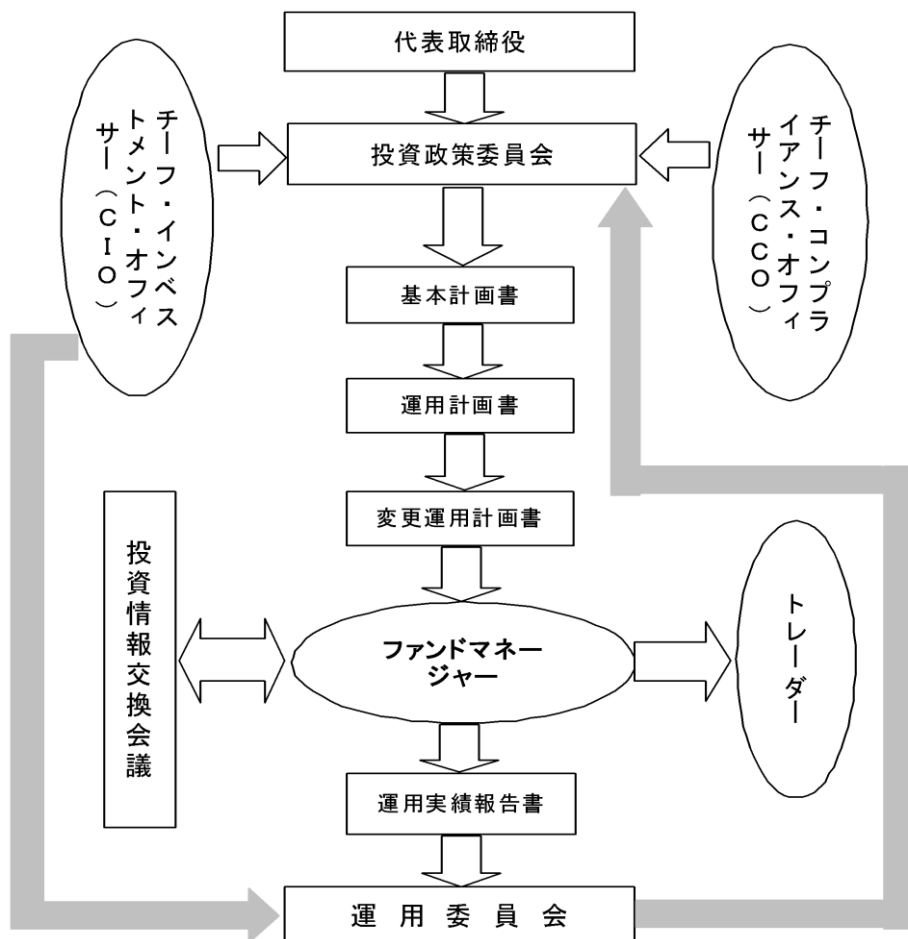 代表取締役
チーフ・インベス
トメント・オフィ
サー（ＣＩＯ）
投資政策委員会
チーフ・コンプラ
イアンス・オフィ
サー（ＣＣＯ）
基本計画書
運用計画書
変更運用計画書
投資情報交換会議
ファンドマネー
ジャー
トレーダー
運用実績報告書
運用委員会